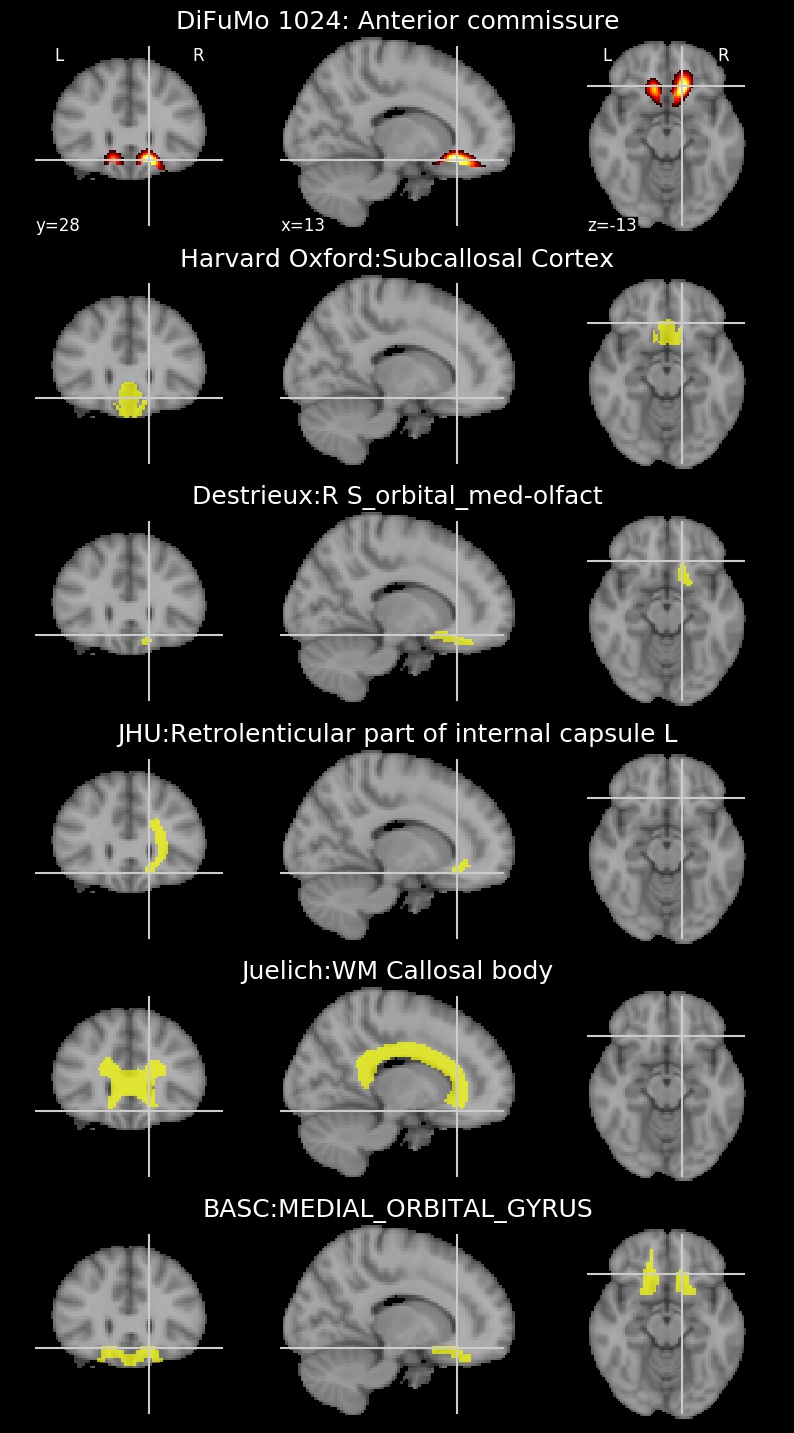 DiFuMo 1024: Anterior commissure
L R L R
y=28 x=13 z=-13
Harvard Oxford:Subcallosal Cortex
Destrieux:R S_orbital_med-olfact
JHU:Retrolenticular part of internal capsule L
Juelich:WM Callosal body
BASC:MEDIAL_ORBITAL_GYRUS